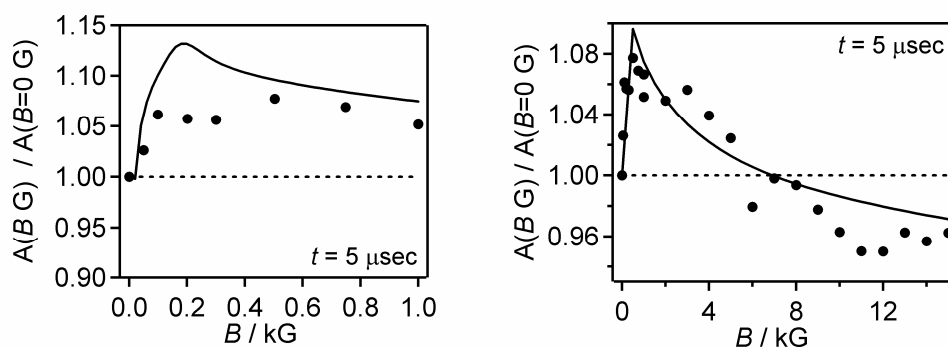 A(B G) / A(B=0 G)
1.15
1.10
1.05
1.00
0.95
0.90
t = 5 μsec
0.0 0.2 0.4 0.6 0.8 1.0
B / kG
A(B G) / A(B=0 G)
1.08
1.04
1.00
0.96
t = 5 μsec
0 4 8 12
B / kG